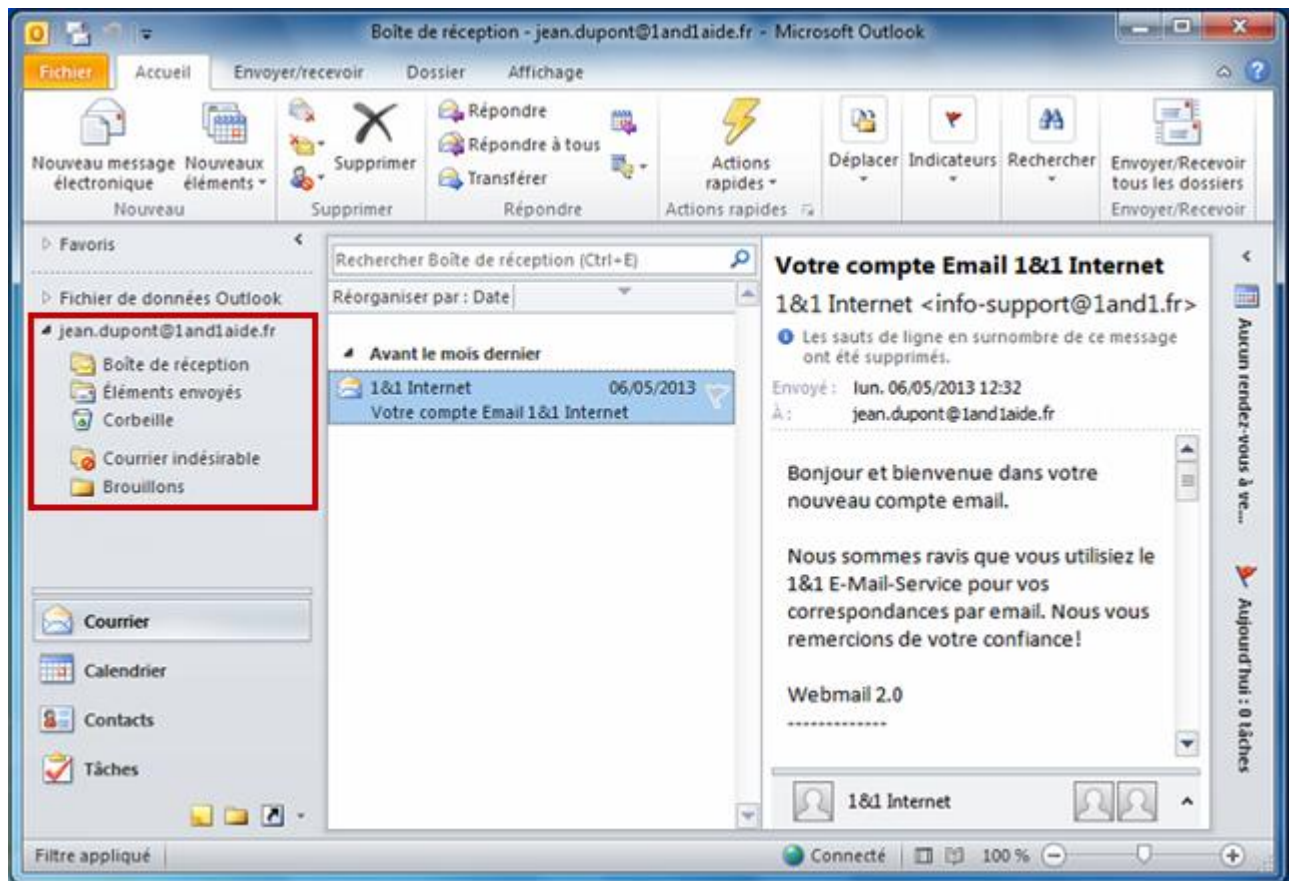 Boîte de réception - jean.dupont@1and1aide.fr - Microsoft Outlook
Fichier Accueil Envoyer/recevoir Dossier Affichage
Nouveau message électronique
Nouveaux éléments
Nouveau
Supprimer
Supprimer
Répondre
Répondre à tous
Transférer
Répondre
Actions rapides
Actions rapides
Déplacer
Indicateurs
Rechercher
Envoyer/Recevoir tous les dossiers
Envoyer/Recevoir
Favoris
Fichier de données Outlook
jean.dupont@1and1aide.fr
Boîte de réception
Éléments envoyés
Corbeille
Courrier indésirable
Brouillons
Courrier
Calendrier
Contacts
Tâches
Rechercher Boîte de réception (Ctrl+E)
Réorganiser par : Date
Avant le mois dernier
1&1 Internet 06/05/2013
Votre compte Email 1&1 Internet
Votre compte Email 1&1 Internet
1&1 Internet <info-support@1and1.fr>
Les sauts de ligne en surnombre de ce message
ont été supprimés.
Envoyé : lun. 06/05/2013 12:32
À : jean.dupont@1and1aide.fr
Bonjour et bienvenue dans votre
nouveau compte email.
Nous sommes ravis que vous utilisiez le
1&1 E-Mail-Service pour vos
correspondances par email. Nous vous
remercions de votre confiance!
Webmail 2.0
-------------
1&1 Internet
Aucun rendez-vous à ve...
Aujourd'hui : 0 tâches
Filtre appliqué
Connecté
100 %